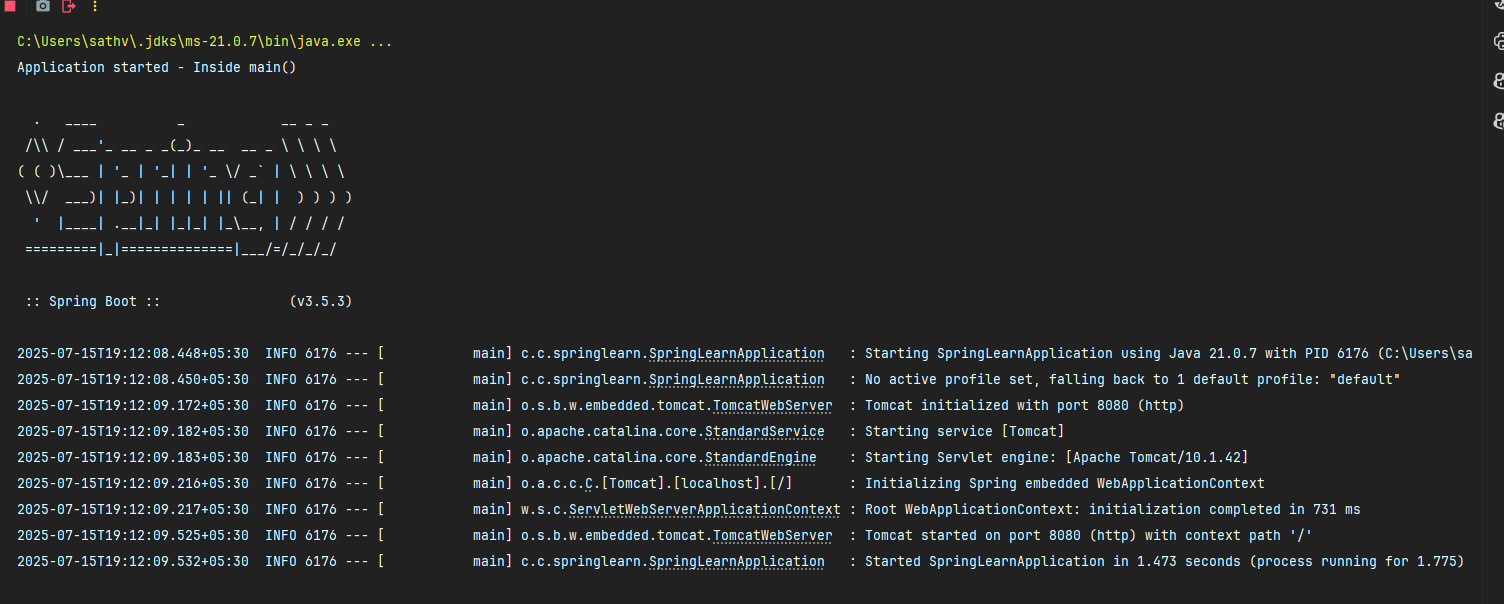 C:\Users\sathv\.jdks\ms-21.0.7\bin\java.exe ...
Application started - Inside main()

  .   ____          _            __ _ _
 /\\ / ___'_ __ _ _(_)_ __  __ _ \ \ \ \
( ( )\___ | '_ | '_| | '_ \/ _` | \ \ \ \
 \\/  ___)| |_)| | | | | || (_| |  ) ) ) )
  '  |____| .__|_| |_|_| |_\__, | / / / /
 =========|_|==============|___/=/_/_/_/

 :: Spring Boot ::                (v3.5.3)

2025-07-15T19:12:08.448+05:30  INFO 6176 --- [           main] c.c.springlearn.SpringLearnApplication   : Starting SpringLearnApplication using Java 21.0.7 with PID 6176 (C:\Users\sa
2025-07-15T19:12:08.450+05:30  INFO 6176 --- [           main] c.c.springlearn.SpringLearnApplication   : No active profile set, falling back to 1 default profile: "default"
2025-07-15T19:12:09.172+05:30  INFO 6176 --- [           main] o.s.b.w.embedded.tomcat.TomcatWebServer  : Tomcat initialized with port 8080 (http)
2025-07-15T19:12:09.182+05:30  INFO 6176 --- [           main] o.apache.catalina.core.StandardService   : Starting service [Tomcat]
2025-07-15T19:12:09.183+05:30  INFO 6176 --- [           main] o.apache.catalina.core.StandardEngine    : Starting Servlet engine: [Apache Tomcat/10.1.42]
2025-07-15T19:12:09.216+05:30  INFO 6176 --- [           main] o.a.c.c.C.[Tomcat].[localhost].[/]       : Initializing Spring embedded WebApplicationContext
2025-07-15T19:12:09.217+05:30  INFO 6176 --- [           main] w.s.c.ServletWebServerApplicationContext : Root WebApplicationContext: initialization completed in 731 ms
2025-07-15T19:12:09.525+05:30  INFO 6176 --- [           main] o.s.b.w.embedded.tomcat.TomcatWebServer  : Tomcat started on port 8080 (http) with context path '/'
2025-07-15T19:12:09.532+05:30  INFO 6176 --- [           main] c.c.springlearn.SpringLearnApplication   : Started SpringLearnApplication in 1.473 seconds (process running for 1.775)